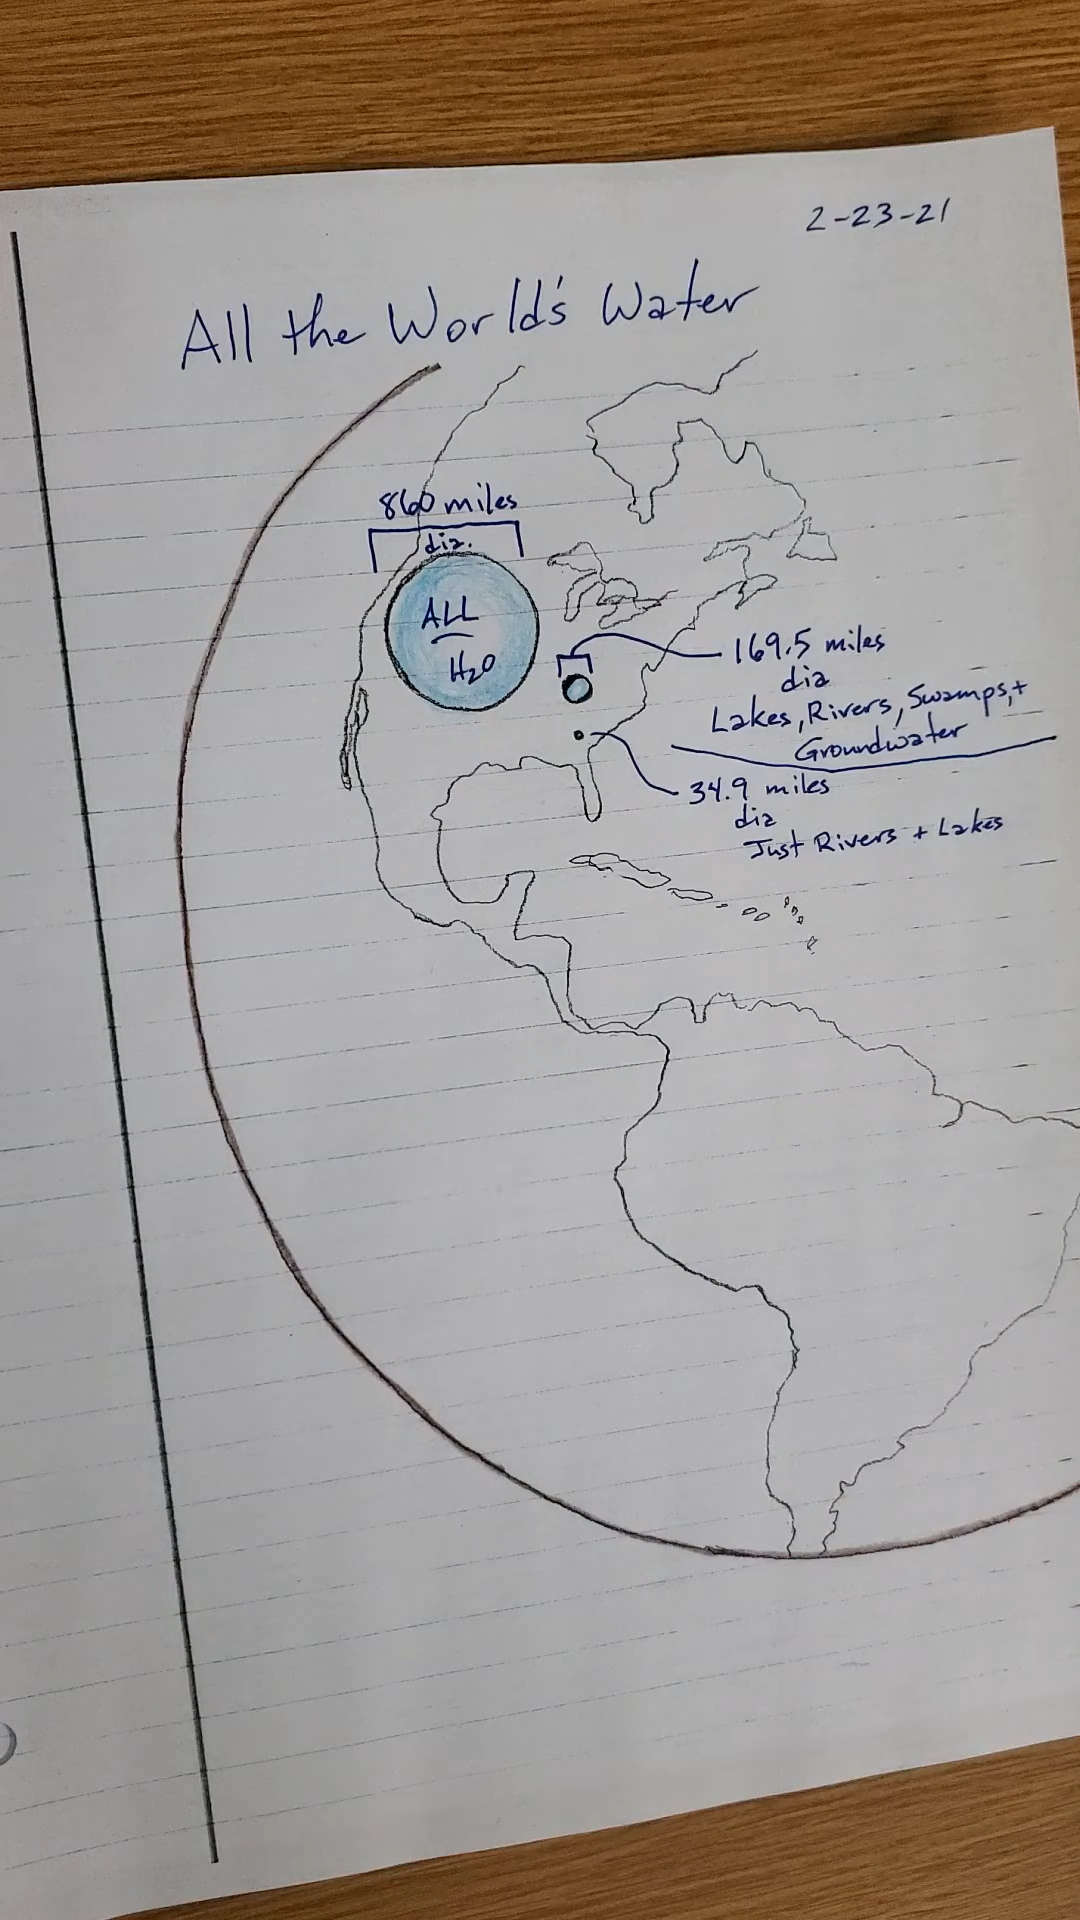 2-23-21
All the World's Water
860 miles
dia.
ALL
H2O
169.5 miles
dia
Lakes, Rivers, Swamps, +
Groundwater
34.9 miles
dia
Just Rivers + Lakes